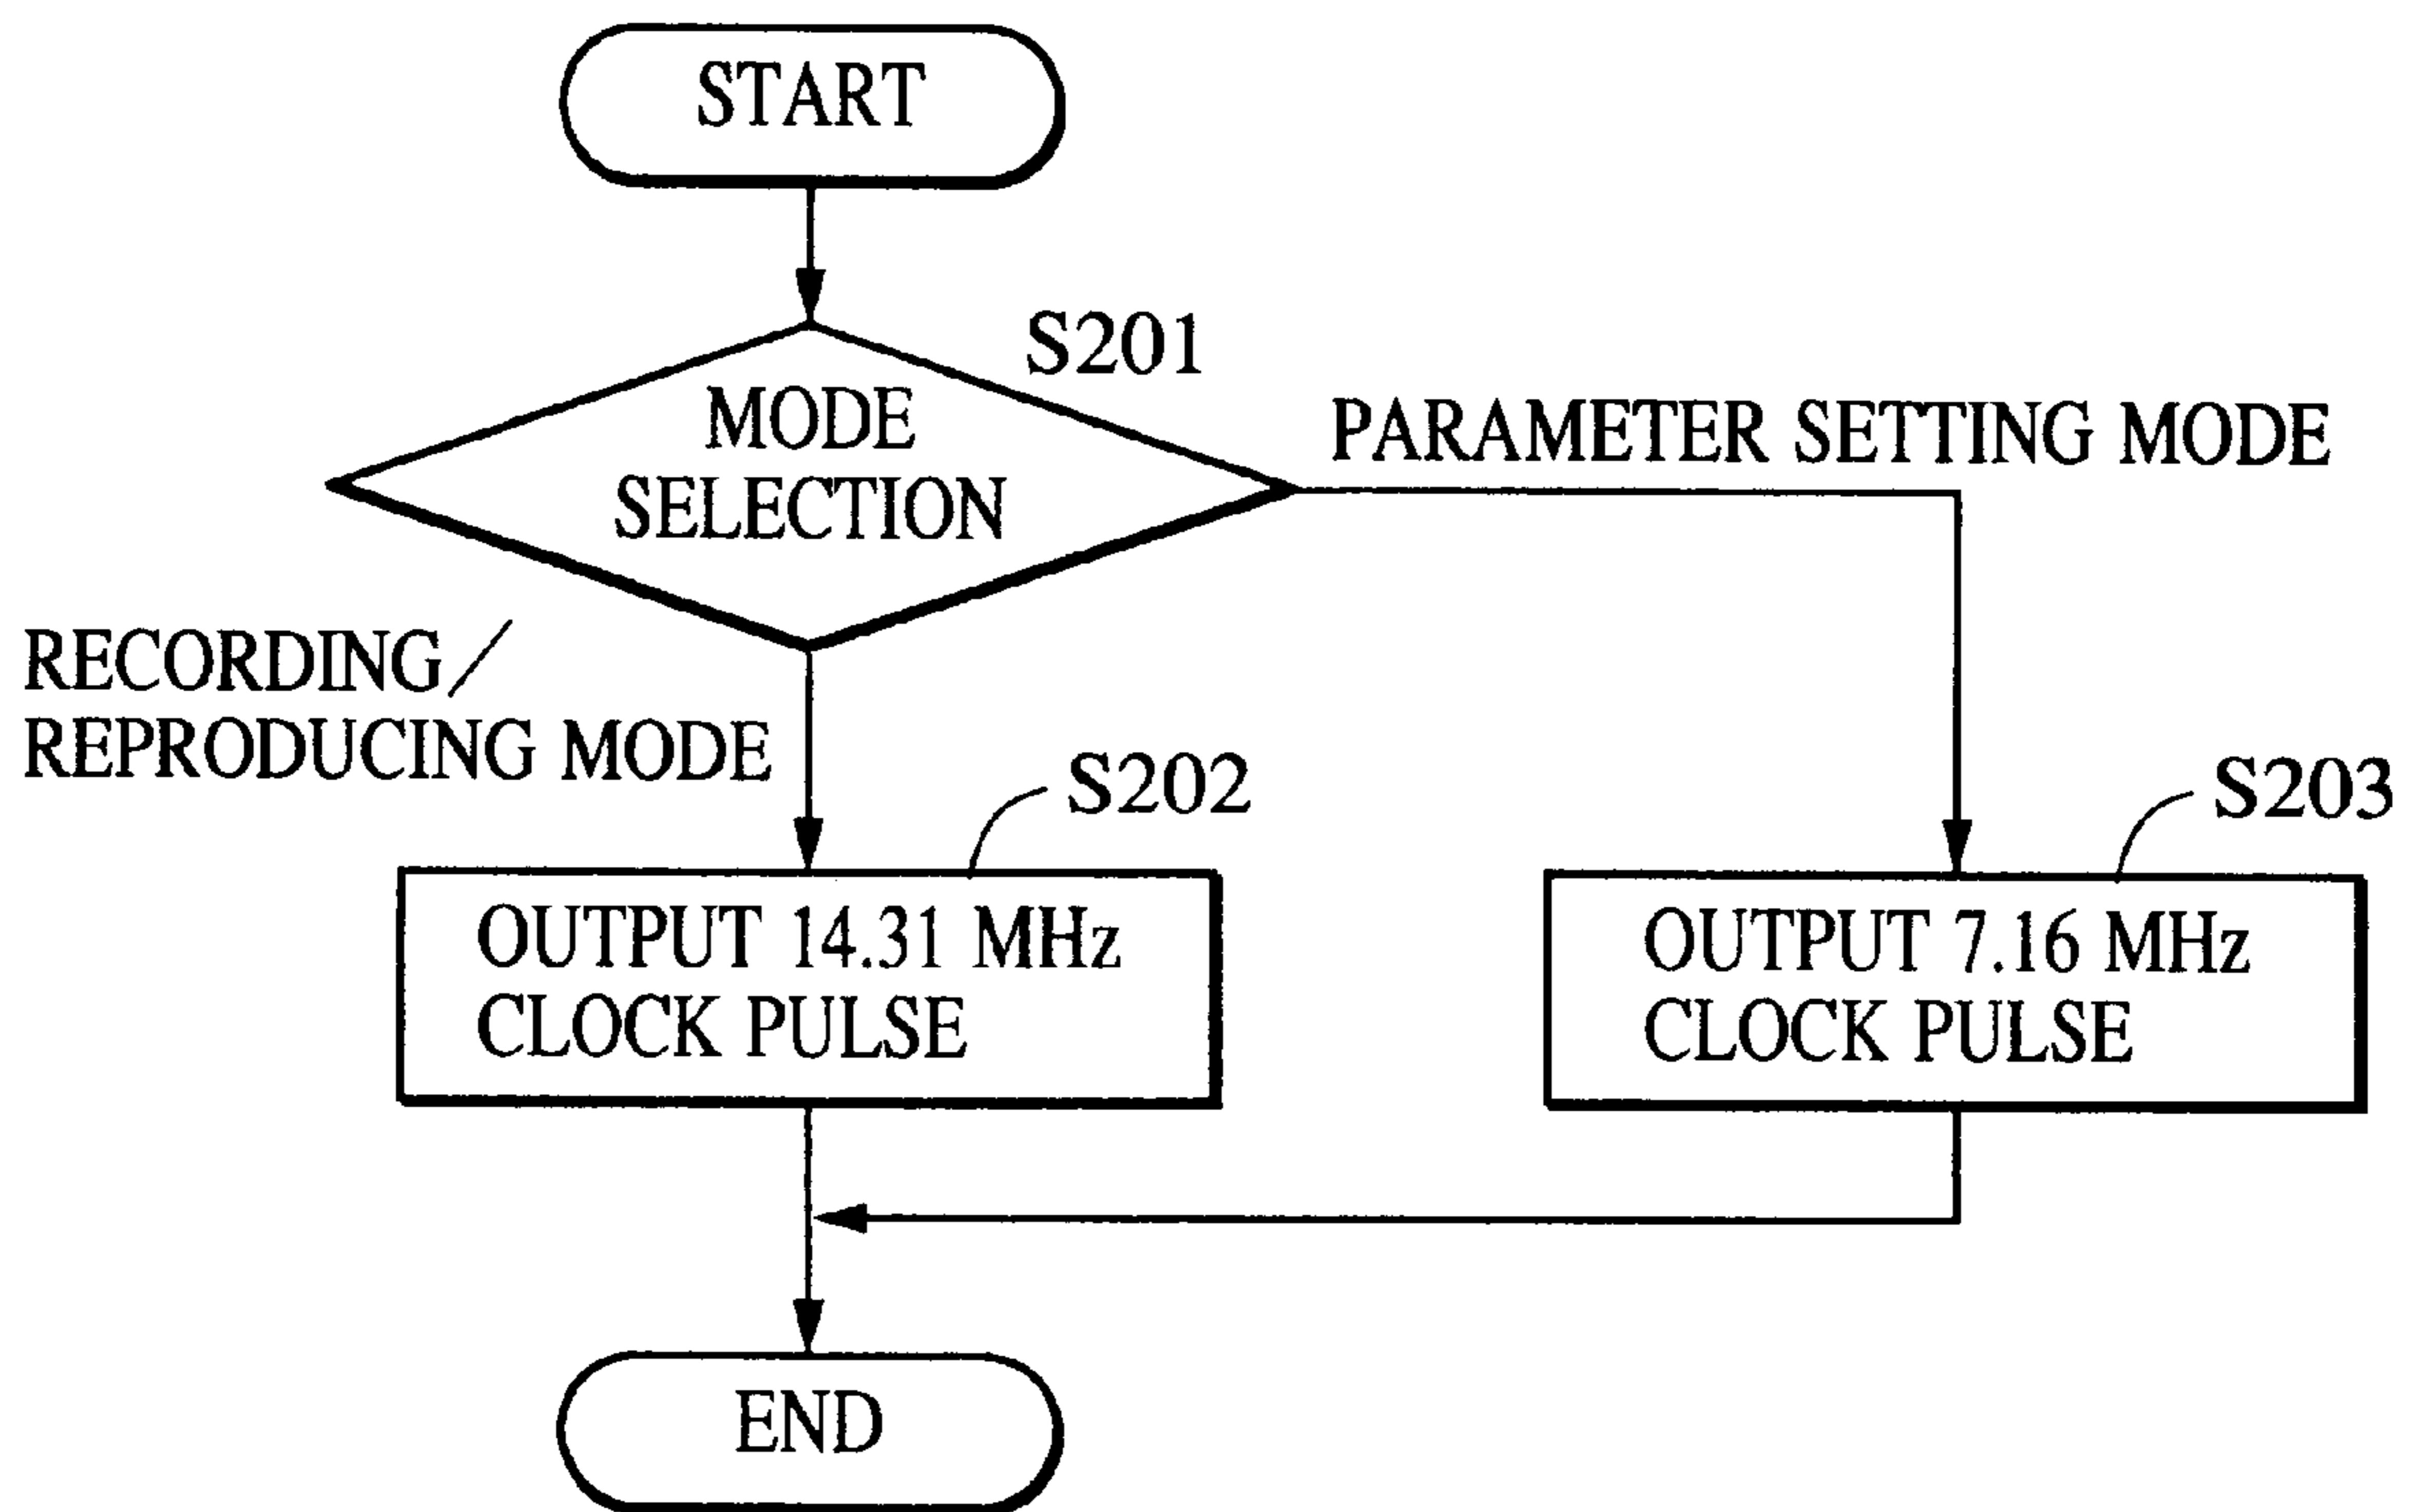 START
S201
MODE
SELECTION
PARAMETER SETTING MODE
RECORDING/
REPRODUCING MODE
S202
S203
OUTPUT 14.31 MHz
CLOCK PULSE
OUTPUT 7.16 MHz
CLOCK PULSE
END